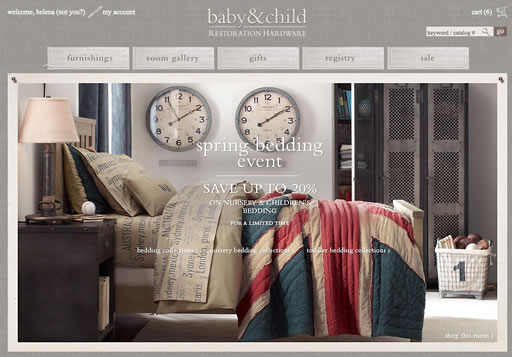 welcome, helena (not you?)
my account
baby&child
RESTORATION HARDWARE
cart (6)
keyword / catalog #
go
furnishings
room gallery
gifts
registry
sale
spring bedding
event
SAVE UP TO 20%
ON NURSERY & CHILDREN'S
BEDDING
FOR A LIMITED TIME
bedding collections ›
nursery bedding collections ›
toddler bedding collections ›
1
shop this room ›